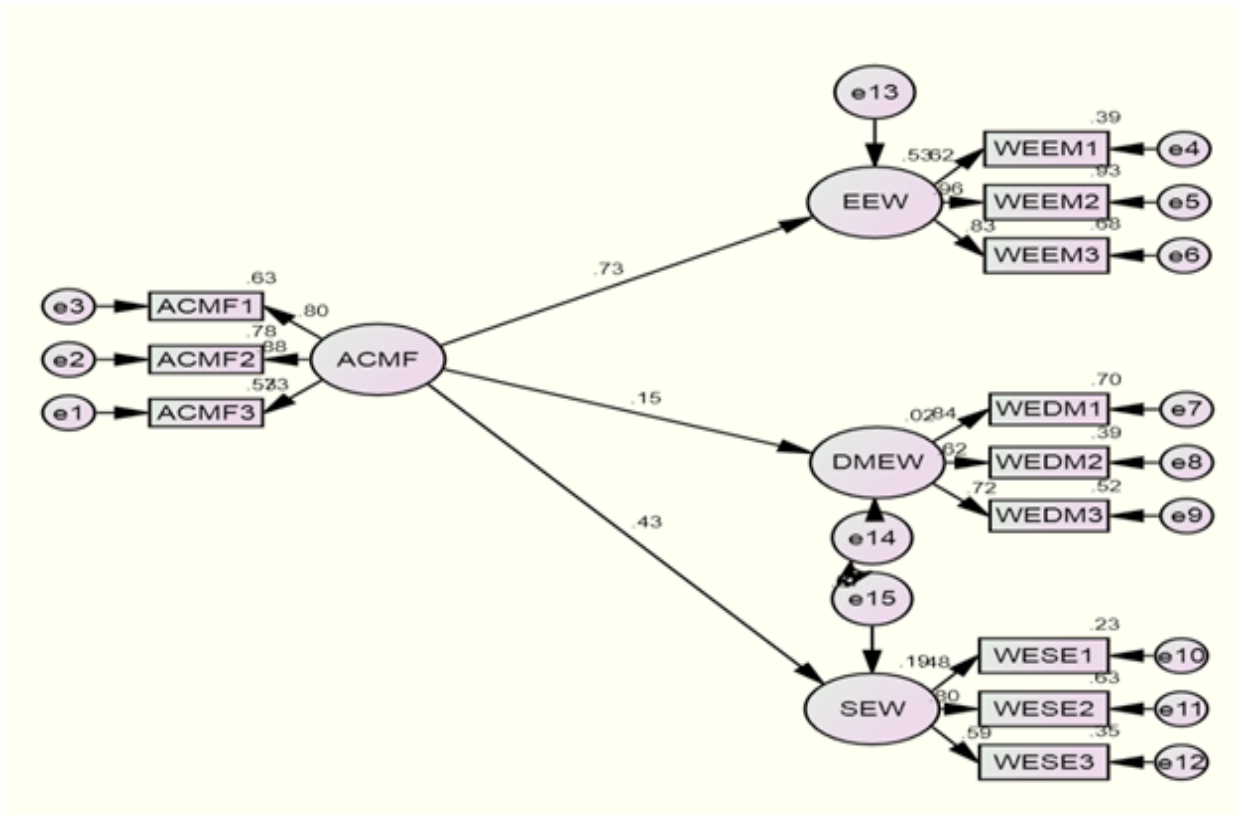 e13
.39
.53 .62 WEEM1 e4
.93
EEW .96 WEEM2 e5
.83 .68
WEEM3 e6
.73
.63
e3 ACMF1 .80
.78
e2 ACMF2 .88 ACMF
.73
e1 ACMF3
.15
.70
.02 .84 WEDM1 e7
.39
DMEW .62 WEDM2 e8
.72 .52
WEDM3 e9
.43
e14
e15
.23
.19 .48 WESE1 e10
.63
SEW .80 WESE2 e11
.59 .35
WESE3 e12